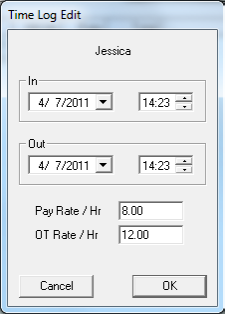 Time Log Edit
Jessica
In
4/ 7/2011 14:23
Out
4/ 7/2011 14:23
Pay Rate / Hr 8.00
OT Rate / Hr 12.00
Cancel OK